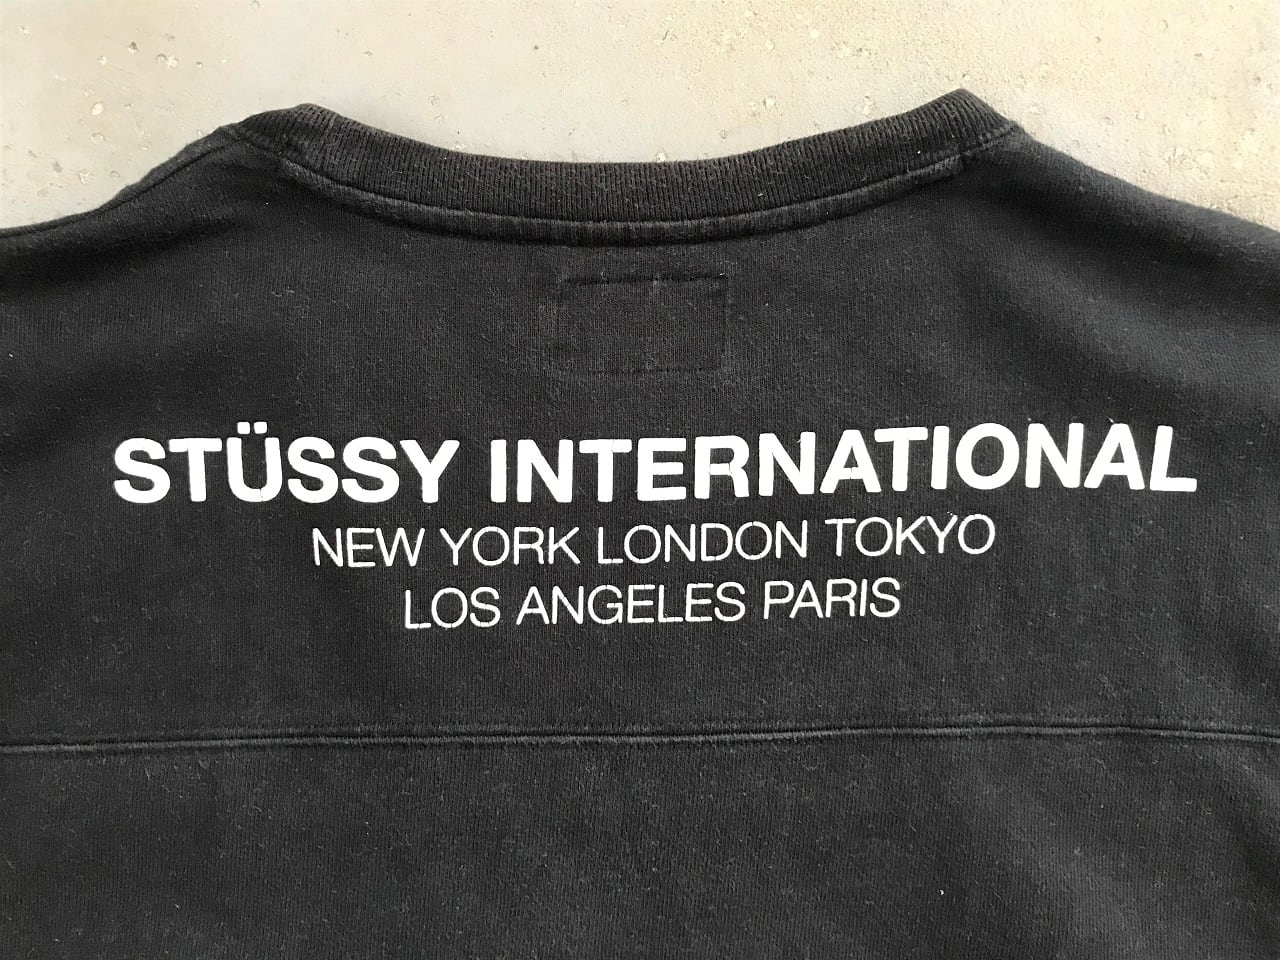 STÜSSY INTERNATIONAL
NEW YORK LONDON TOKYO
LOS ANGELES PARIS